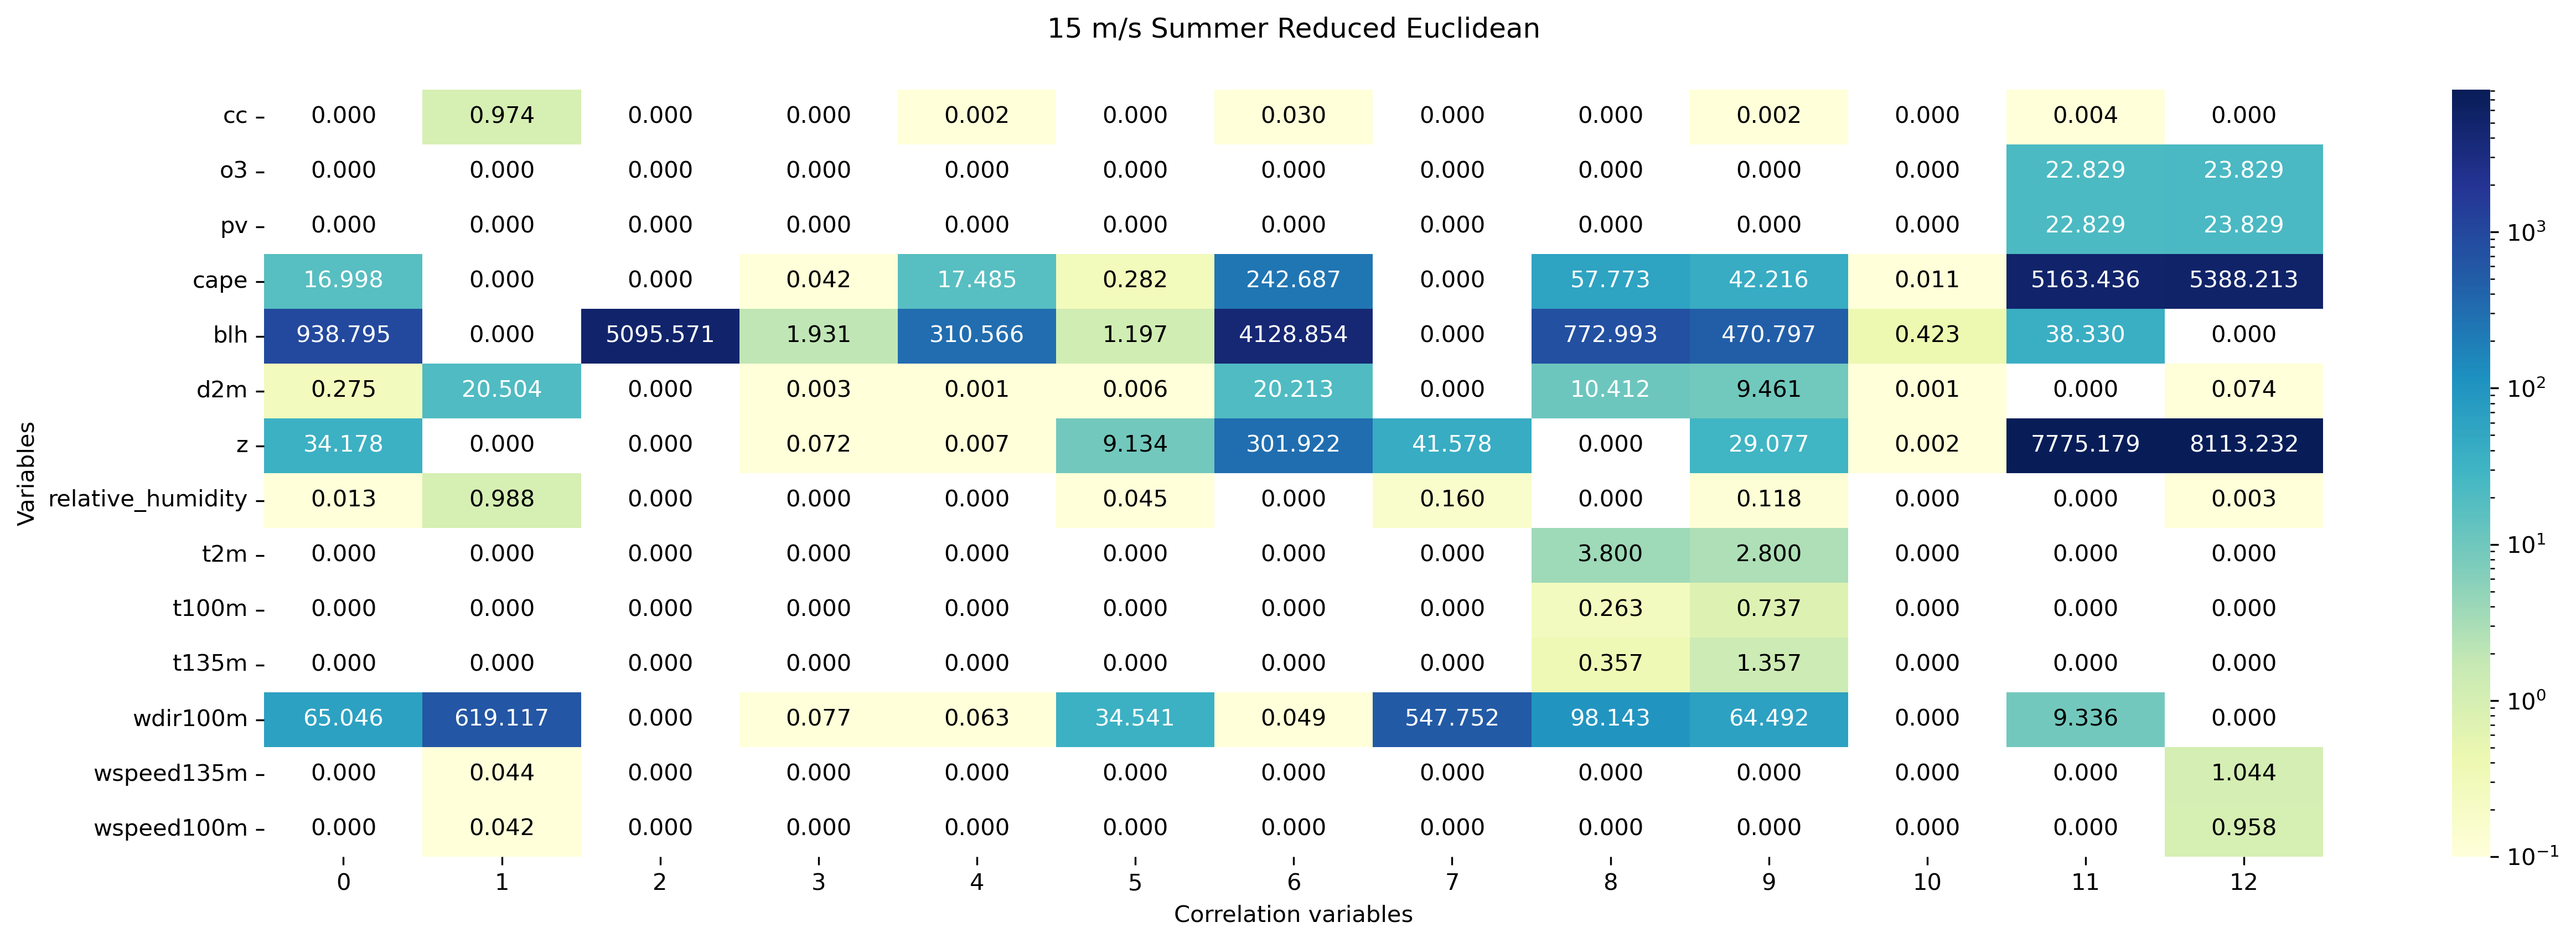 15 m/s Summer Reduced Euclidean
cc 0.000 0.974 0.000 0.000 0.002 0.000 0.030 0.000 0.000 0.002 0.000 0.004 0.000
o3 0.000 0.000 0.000 0.000 0.000 0.000 0.000 0.000 0.000 0.000 0.000 22.829 23.829
pv 0.000 0.000 0.000 0.000 0.000 0.000 0.000 0.000 0.000 0.000 0.000 22.829 23.829
cape 16.998 0.000 0.000 0.042 17.485 0.282 242.687 0.000 57.773 42.216 0.011 5163.436 5388.213
blh 938.795 0.000 5095.571 1.931 310.566 1.197 4128.854 0.000 772.993 470.797 0.423 38.330 0.000
d2m 0.275 20.504 0.000 0.003 0.001 0.006 20.213 0.000 10.412 9.461 0.001 0.000 0.074
z 34.178 0.000 0.000 0.072 0.007 9.134 301.922 41.578 0.000 29.077 0.002 7775.179 8113.232
relative_humidity 0.013 0.988 0.000 0.000 0.000 0.045 0.000 0.160 0.000 0.118 0.000 0.000 0.003
t2m 0.000 0.000 0.000 0.000 0.000 0.000 0.000 0.000 3.800 2.800 0.000 0.000 0.000
t100m 0.000 0.000 0.000 0.000 0.000 0.000 0.000 0.000 0.263 0.737 0.000 0.000 0.000
t135m 0.000 0.000 0.000 0.000 0.000 0.000 0.000 0.000 0.357 1.357 0.000 0.000 0.000
wdir100m 65.046 619.117 0.000 0.077 0.063 34.541 0.049 547.752 98.143 64.492 0.000 9.336 0.000
wspeed135m 0.000 0.044 0.000 0.000 0.000 0.000 0.000 0.000 0.000 0.000 0.000 0.000 1.044
wspeed100m 0.000 0.042 0.000 0.000 0.000 0.000 0.000 0.000 0.000 0.000 0.000 0.000 0.958
0 1 2 3 4 5 6 7 8 9 10 11 12
Correlation variables
Variables
10³
10²
10¹
10⁰
10⁻¹